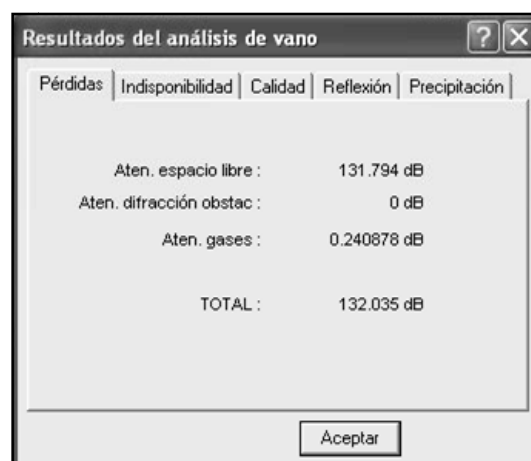 Resultados del análisis de vano
Pérdidas Indisponibilidad Calidad Reflexión Precipitación
Aten. espacio libre : 131.794 dB
Aten. difracción obstac : 0 dB
Aten. gases : 0.240878 dB
TOTAL : 132.035 dB
Aceptar